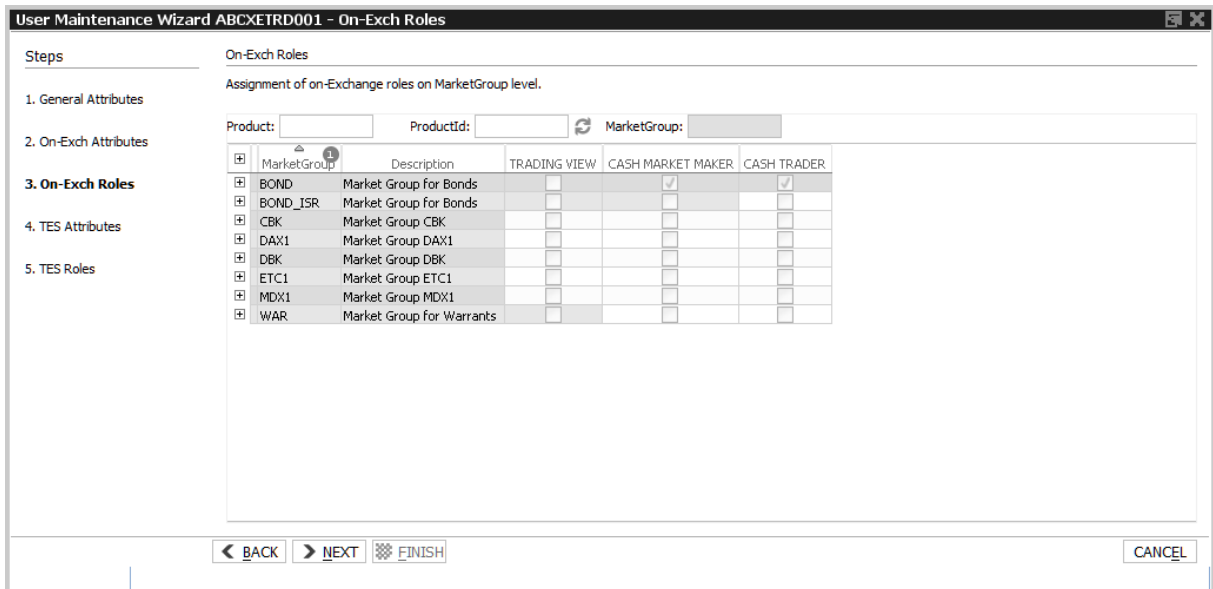 User Maintenance Wizard ABCXETRD001 - On-Exch Roles
Steps
1. General Attributes
2. On-Exch Attributes
3. On-Exch Roles
4. TES Attributes
5. TES Roles
On-Exch Roles
Assignment of on-Exchange roles on MarketGroup level.
Product: ProductId: MarketGroup:
MarketGroup 1 Description TRADING VIEW CASH MARKET MAKER CASH TRADER
BOND Market Group for Bonds
BOND_ISR Market Group for Bonds
CBK Market Group CBK
DAX1 Market Group DAX1
DBK Market Group DBK
ETC1 Market Group ETC1
MDX1 Market Group MDX1
WAR Market Group for Warrants
BACK NEXT FINISH CANCEL